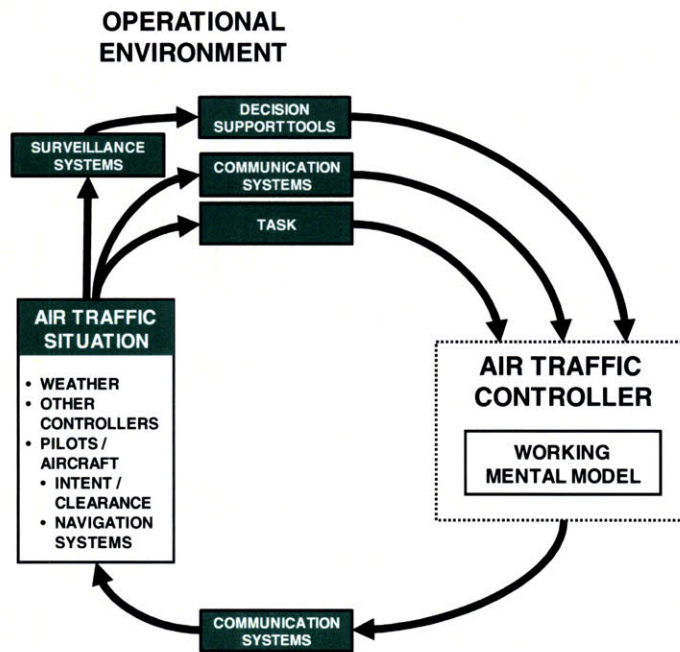 OPERATIONAL
ENVIRONMENT
DECISION
SUPPORT TOOLS
SURVEILLANCE
SYSTEMS
COMMUNICATION
SYSTEMS
TASK
AIR TRAFFIC
SITUATION
• WEATHER
• OTHER
CONTROLLERS
• PILOTS /
AIRCRAFT
• INTENT /
CLEARANCE
• NAVIGATION
SYSTEMS
AIR TRAFFIC
CONTROLLER
WORKING
MENTAL MODEL
COMMUNICATION
SYSTEMS